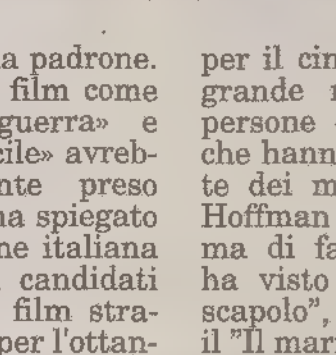 a padrone.
film come
guerra» e
cile» avreb-
nte preso
na spiegato
ne italiana
candidati
film stra-
per l'ottan-
per il cin
grande
persone
che hann
te dei m
Hoffman
ma di fa
ha visto
scapolo",
il "Il mar